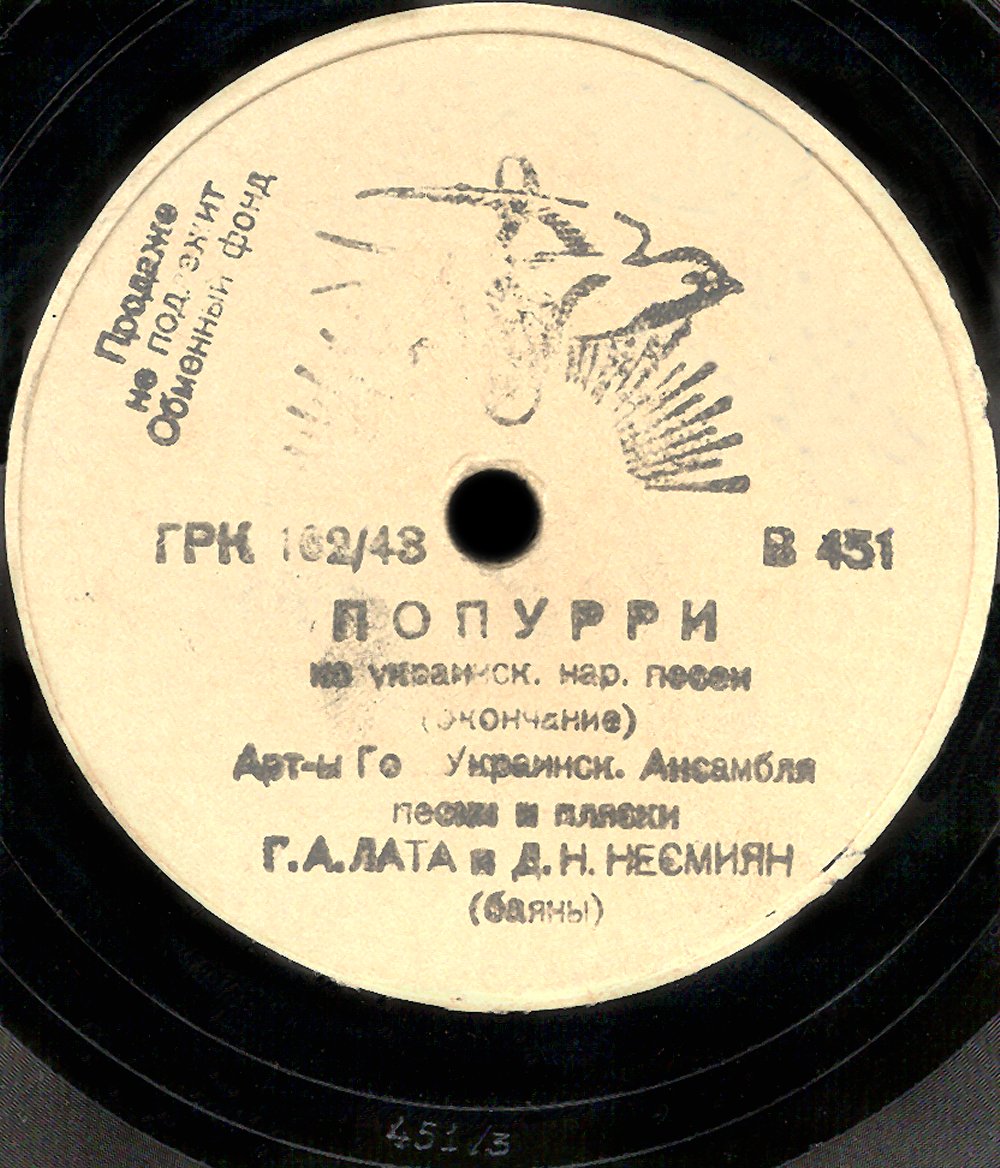 Продаже
не подлежит
Обменный фонд
ГРК 162/43
В 451
ПОПУРРИ
из украинск. нар. песен
(окончание)
Арт-ы Го Украинск. Ансамбля
песни и пляски
Г.А.ЛАТА и Д.Н.НЕЄМИЯН
(баяны)
451/3